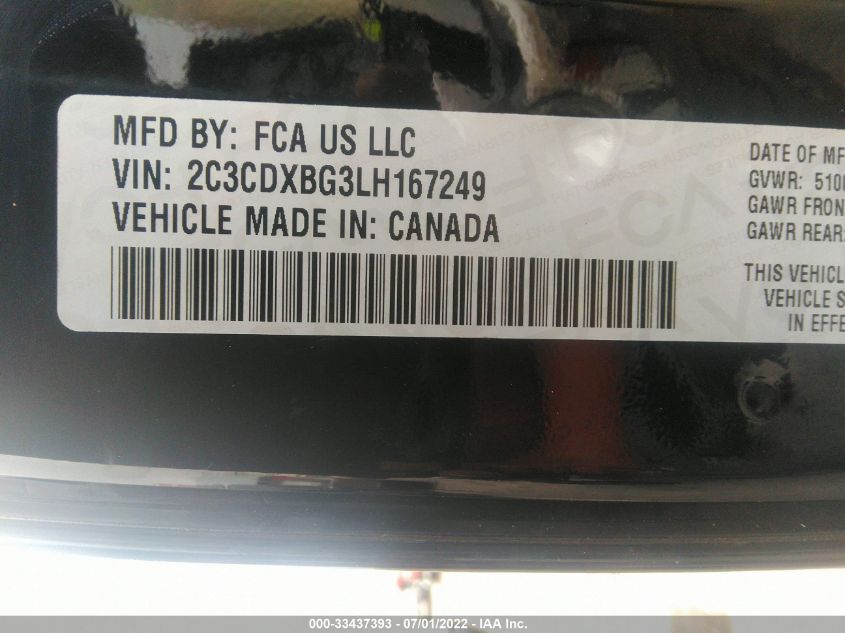 MFD BY: FCA US LLC
VIN: 2C3CDXBG3LH167249
VEHICLE MADE IN: CANADA
DATE OF MF
GVWR: 510
GAWR FRON
GAWR REAR:
THIS VEHICL
VEHICLE S
IN EFFE
000-33437393 - 07/01/2022 - IAA Inc.